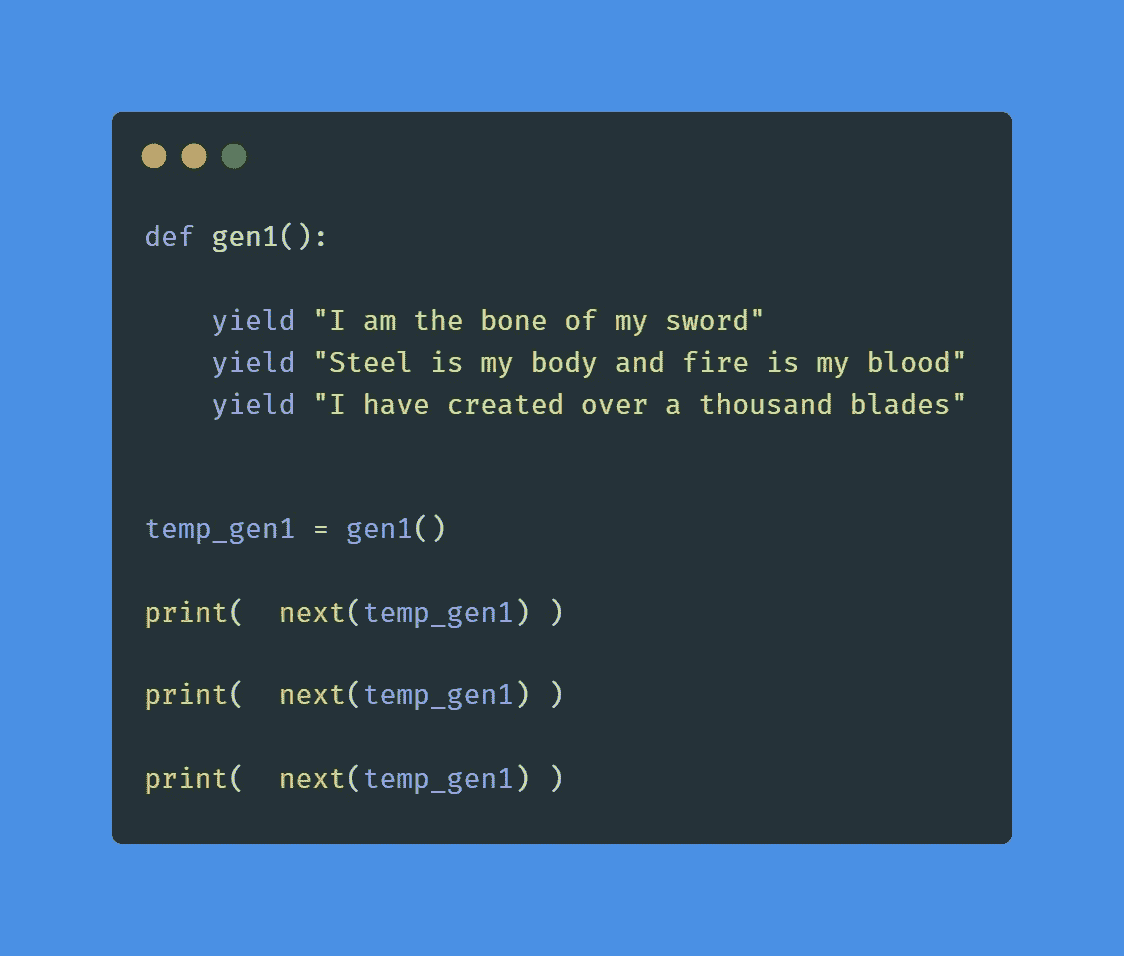 def gen1():
    yield "I am the bone of my sword"
    yield "Steel is my body and fire is my blood"
    yield "I have created over a thousand blades"
temp_gen1 = gen1()
print(  next(temp_gen1) )
print(  next(temp_gen1) )
print(  next(temp_gen1) )